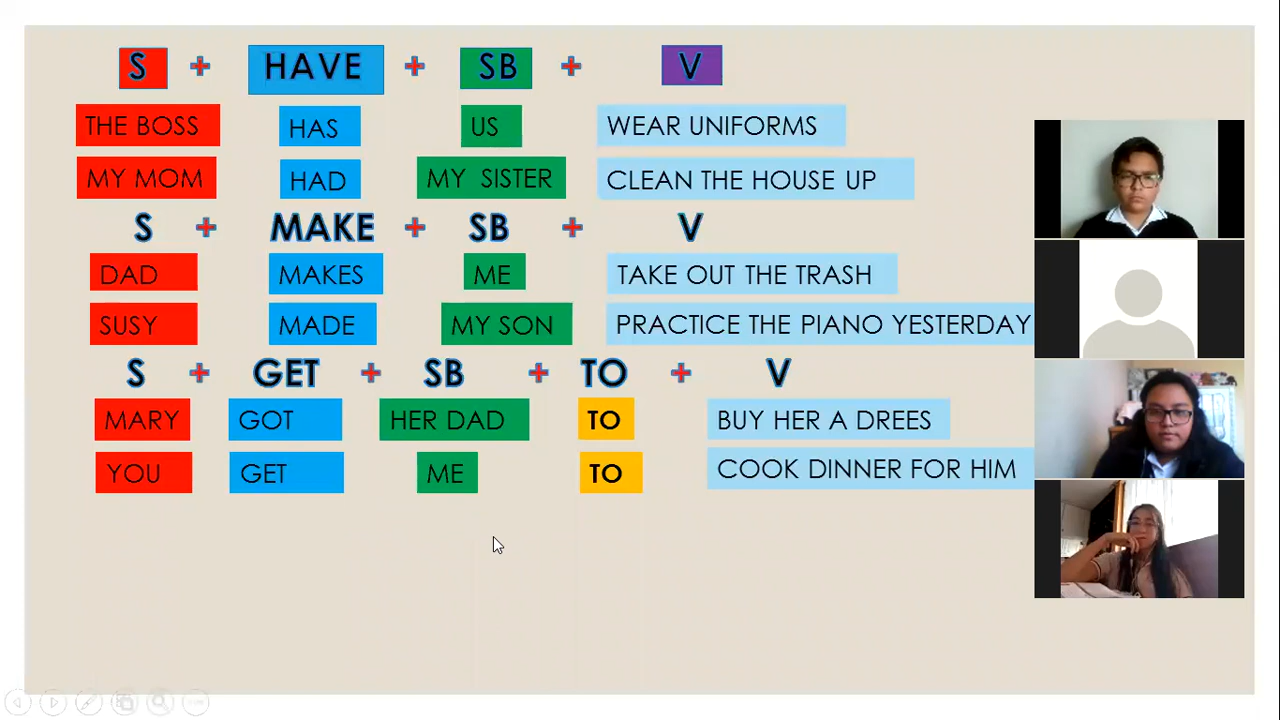 S + HAVE + SB + V
THE BOSS HAS US WEAR UNIFORMS
MY MOM HAD MY SISTER CLEAN THE HOUSE UP
S + MAKE + SB + V
DAD MAKES ME TAKE OUT THE TRASH
SUSY MADE MY SON PRACTICE THE PIANO YESTERDAY
S + GET + SB + TO + V
MARY GOT HER DAD TO BUY HER A DREES
YOU GET ME TO COOK DINNER FOR HIM